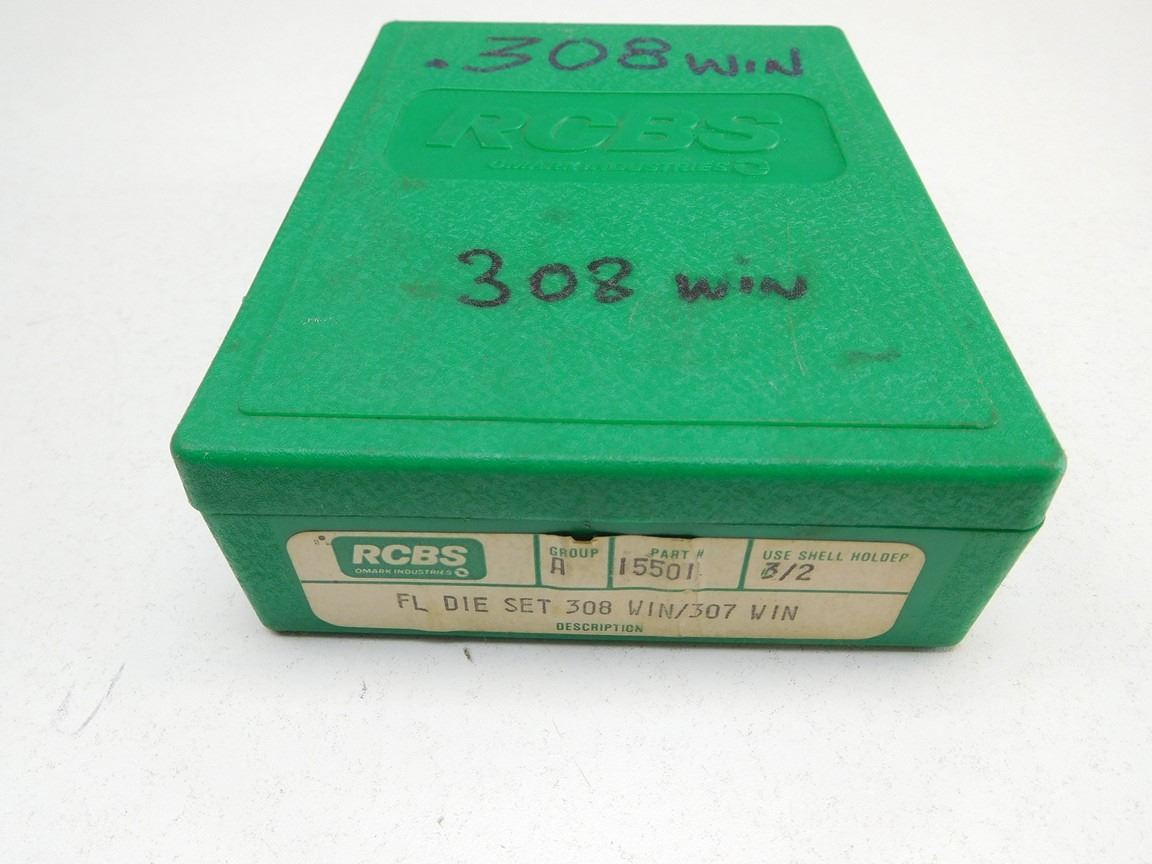 .308 WIN
RCBS
OMARK INDUSTRIES
308 WIN
RCBS GROUP PART # USE SHELL HOLDER
OMARK INDUSTRIES A 15501 3/2
FL DIE SET 308 WIN/307 WIN
DESCRIPTION